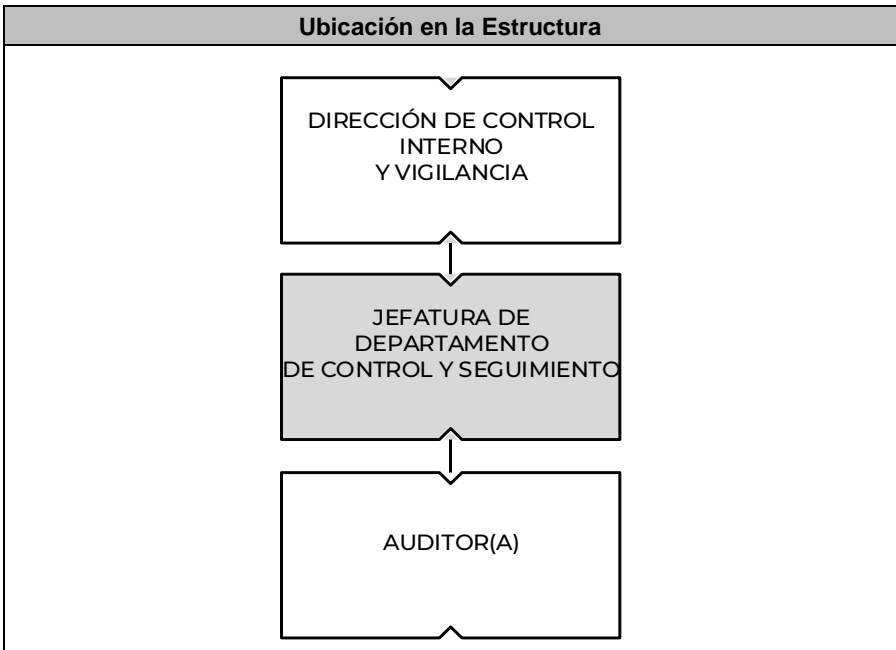 Ubicación en la Estructura
DIRECCIÓN DE CONTROL
INTERNO
Y VIGILANCIA
JEFATURA DE
DEPARTAMENTO
DE CONTROL Y SEGUIMIENTO
AUDITOR(A)